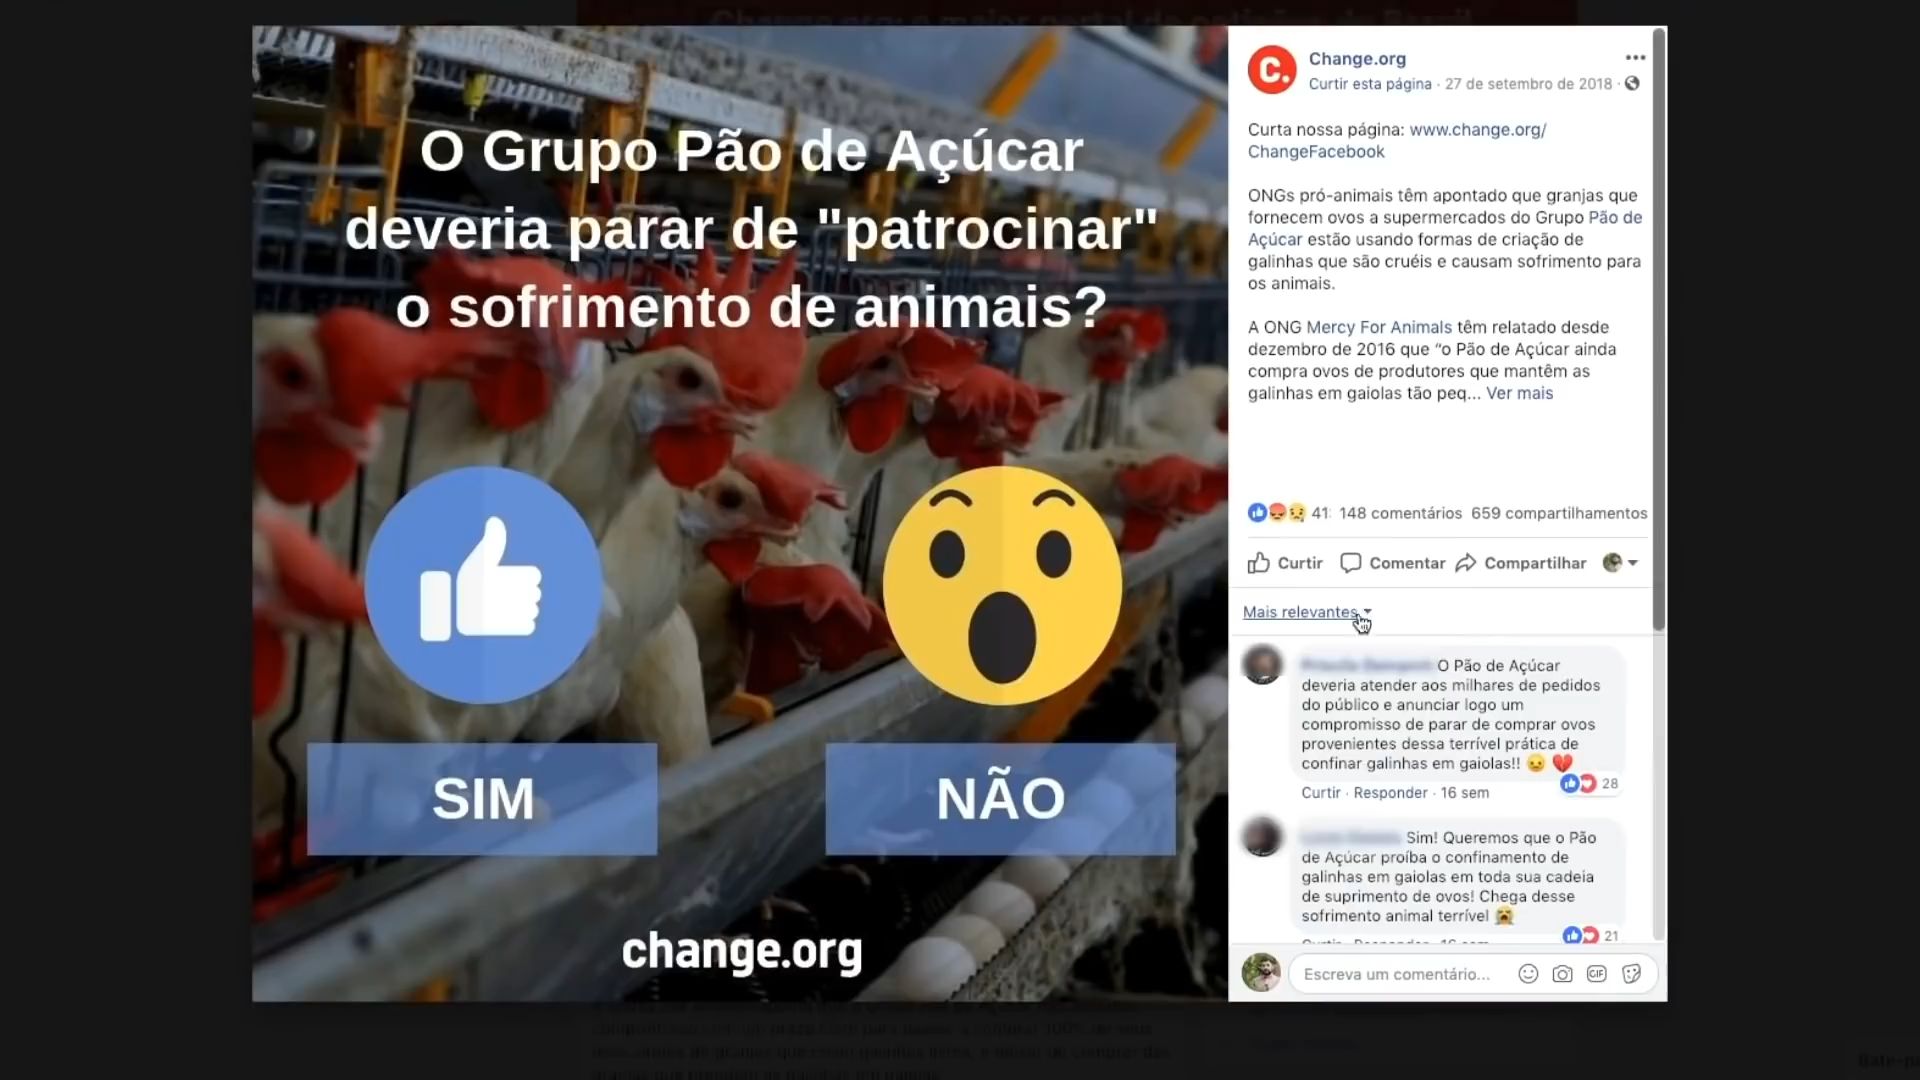 O Grupo Pão de Açúcar
deveria parar de "patrocinar"
o sofrimento de animais?
SIM
NÃO
change.org
C.
Change.org
Curtir esta página · 27 de setembro de 2018 ·
Curta nossa página: www.change.org/
ChangeFacebook
ONGs pró-animais têm apontado que granjas que
fornecem ovos a supermercados do Grupo Pão de
Açúcar estão usando formas de criação de
galinhas que são cruéis e causam sofrimento para
os animais.
A ONG Mercy For Animals têm relatado desde
dezembro de 2016 que “o Pão de Açúcar ainda
compra ovos de produtores que mantêm as
galinhas em gaiolas tão peq... Ver mais
41 148 comentários 659 compartilhamentos
Curtir Comentar Compartilhar
Mais relevantes
O Pão de Açúcar
deveria atender aos milhares de pedidos
do público e anunciar logo um
compromisso de parar de comprar ovos
provenientes dessa terrível prática de
confinar galinhas em gaiolas!!
28
Curtir · Responder · 16 sem
Sim! Queremos que o Pão
de Açúcar proíba o confinamento de
galinhas em gaiolas em toda sua cadeia
de suprimento de ovos! Chega desse
sofrimento animal terrível
21
Curtir · Responder · 16 sem
Escreva um comentário...
GIF